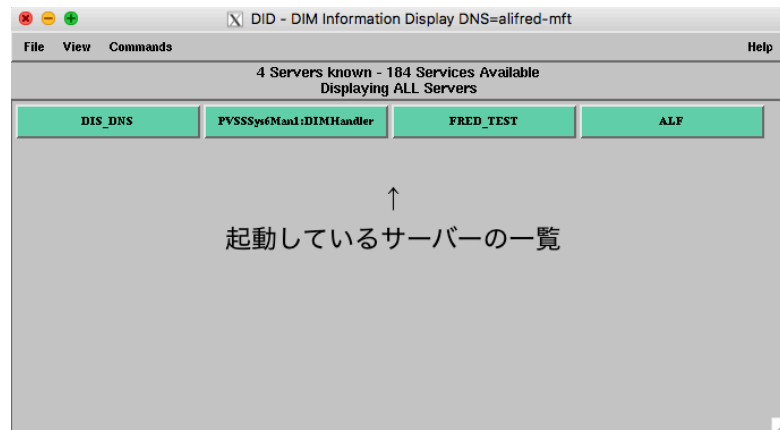 DID - DIM Information Display DNS=alifred-mft
File View Commands Help
4 Servers known - 184 Services Available
Displaying ALL Servers
DIS_DNS PVSSSys6Man1:DIMHandler FRED_TEST ALF
↑
起動しているサーバーの一覧